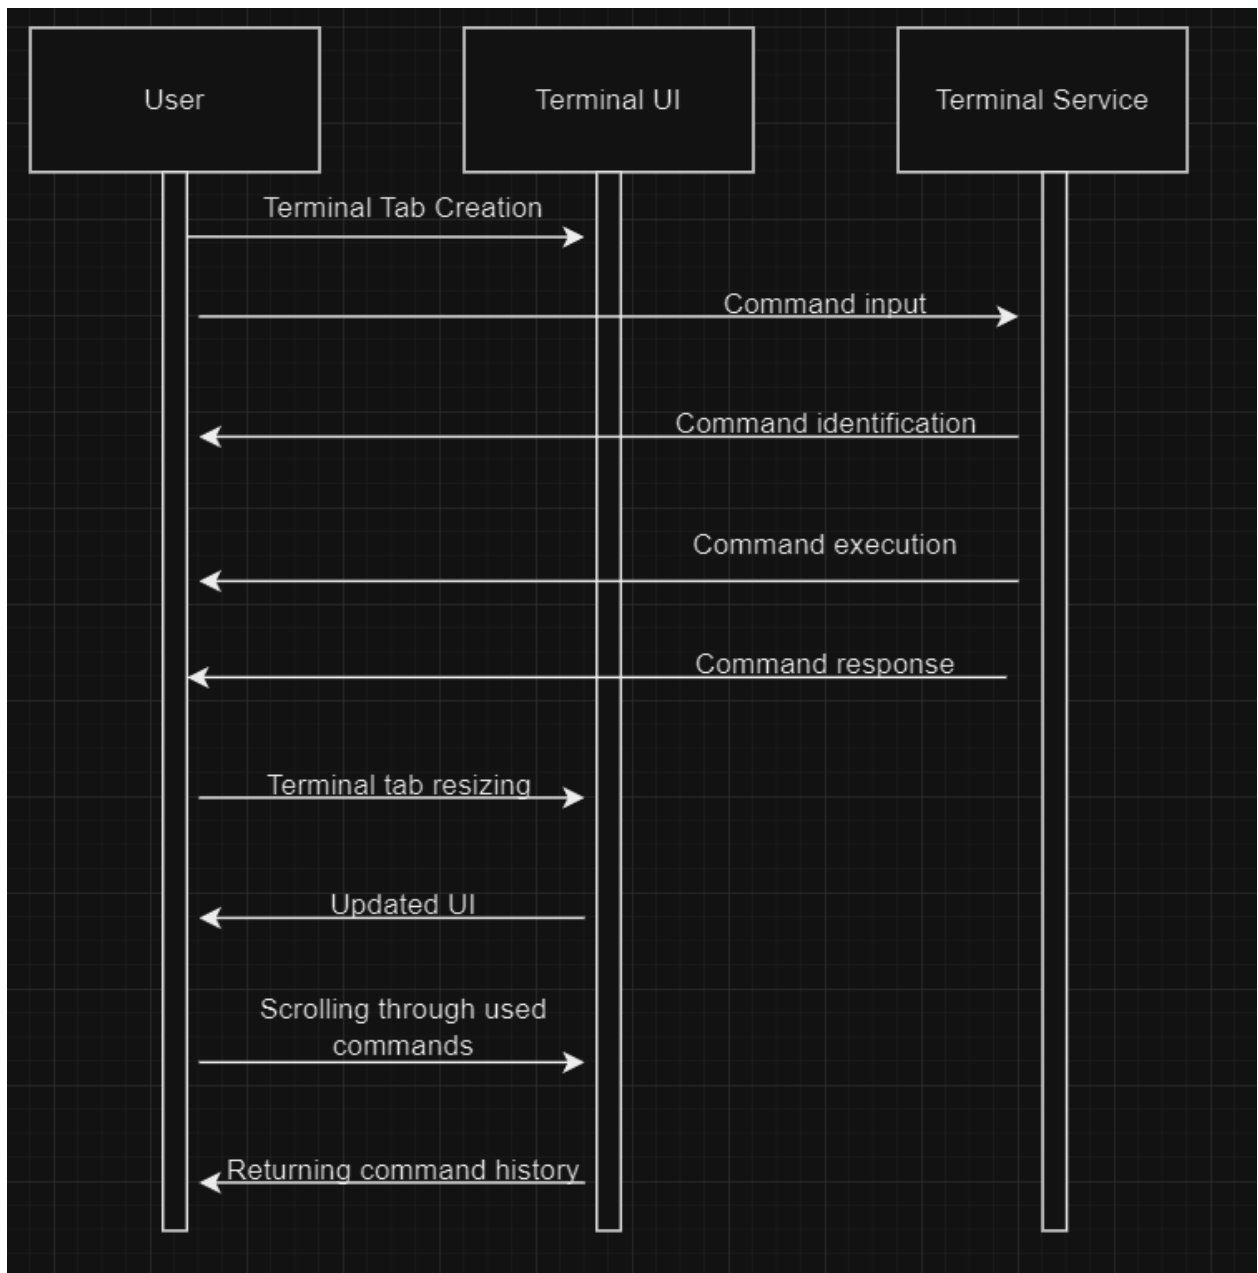 User
Terminal UI
Terminal Service
Terminal Tab Creation
Command input
Command identification
Command execution
Command response
Terminal tab resizing
Updated UI
Scrolling through used
commands
Returning command history